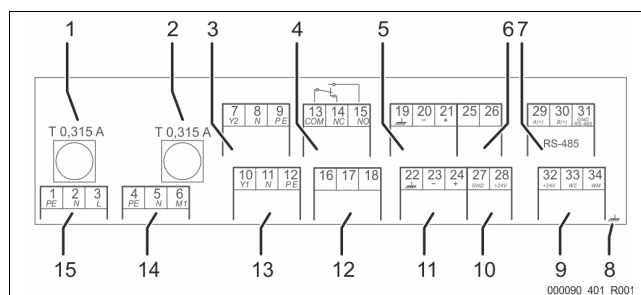 1 2 3 4 5 6 7
7 8 9 13 14 15 19 20 21 25 26 29 30 31
Y2 N PE COM NC NO − + A(+) B(+) GND RS-485
T 0,315 A T 0,315 A RS-485
10 11 12 16 17 18 22 23 24 27 28 32 33 34
Y1 N PE − + GND +24V +24V WZ WM
1 2 3 4 5 6
PE N L PE N M1
15 14 13 12 11 10 9 8
000090 401 R001